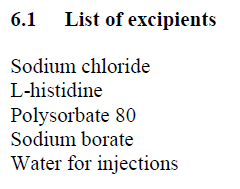 6.1 List of excipients
Sodium chloride
L-histidine
Polysorbate 80
Sodium borate
Water for injections